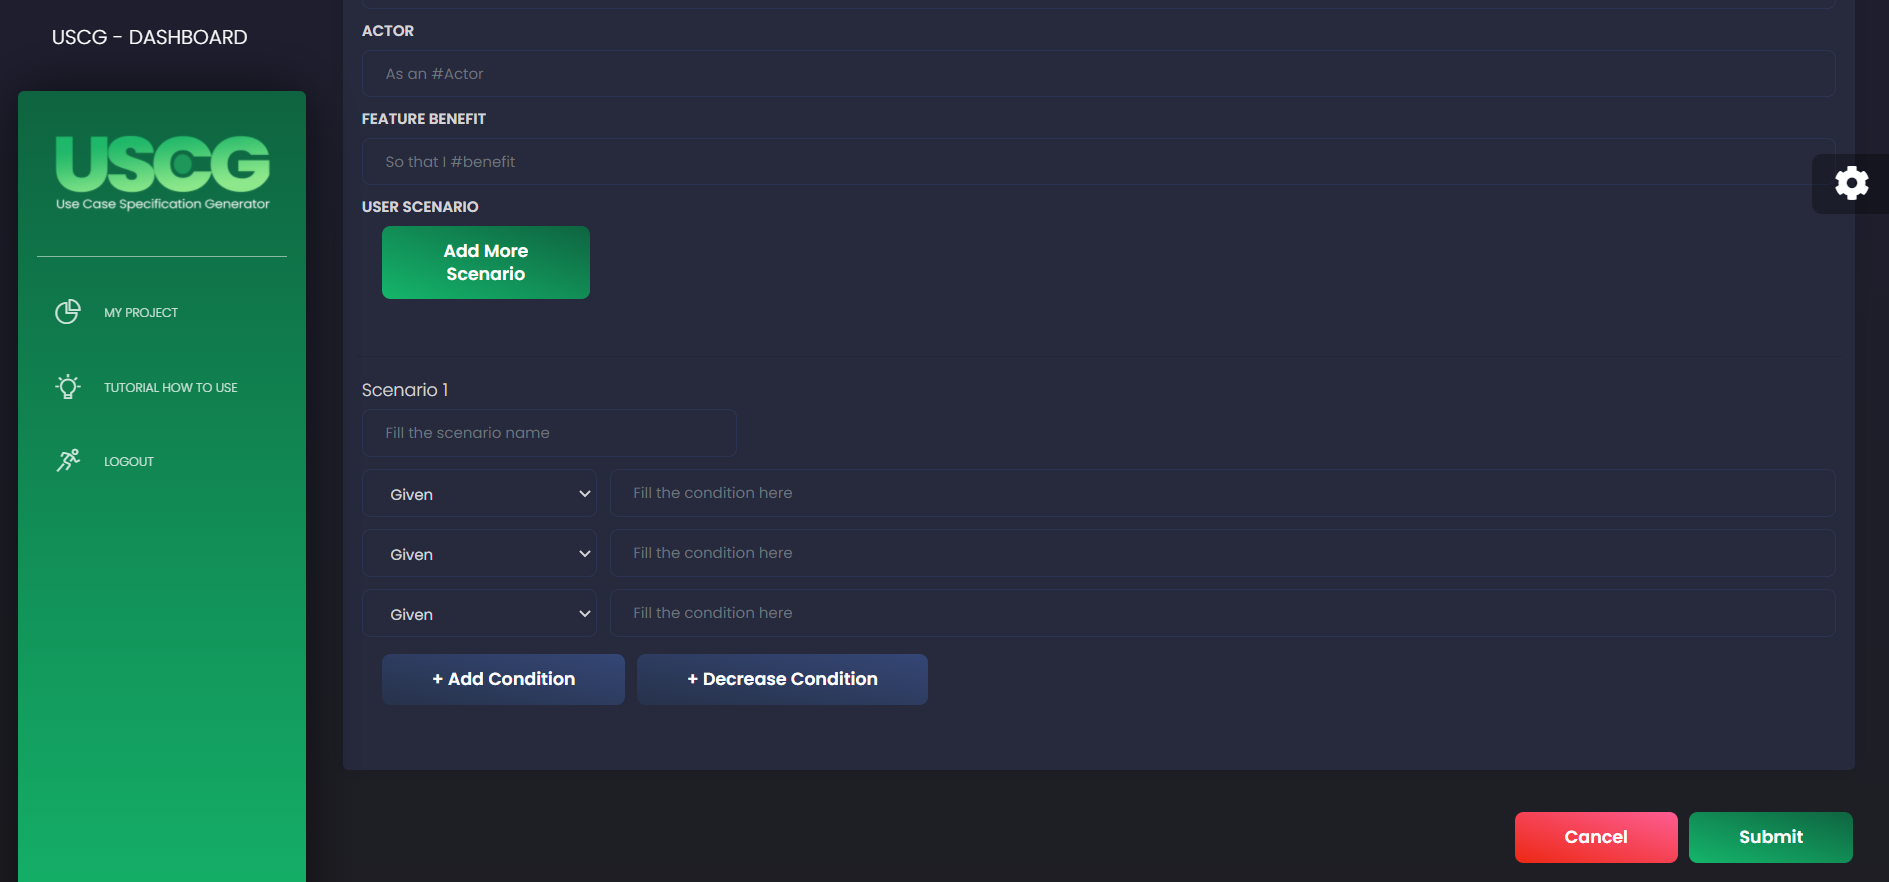 USCG - DASHBOARD
USCG
Use Case Specification Generator
MY PROJECT
TUTORIAL HOW TO USE
LOGOUT
ACTOR
As an #Actor
FEATURE BENEFIT
So that I #benefit
USER SCENARIO
Add More
Scenario
Scenario 1
Fill the scenario name
Given
Fill the condition here
Given
Fill the condition here
Given
Fill the condition here
+ Add Condition
+ Decrease Condition
Cancel
Submit